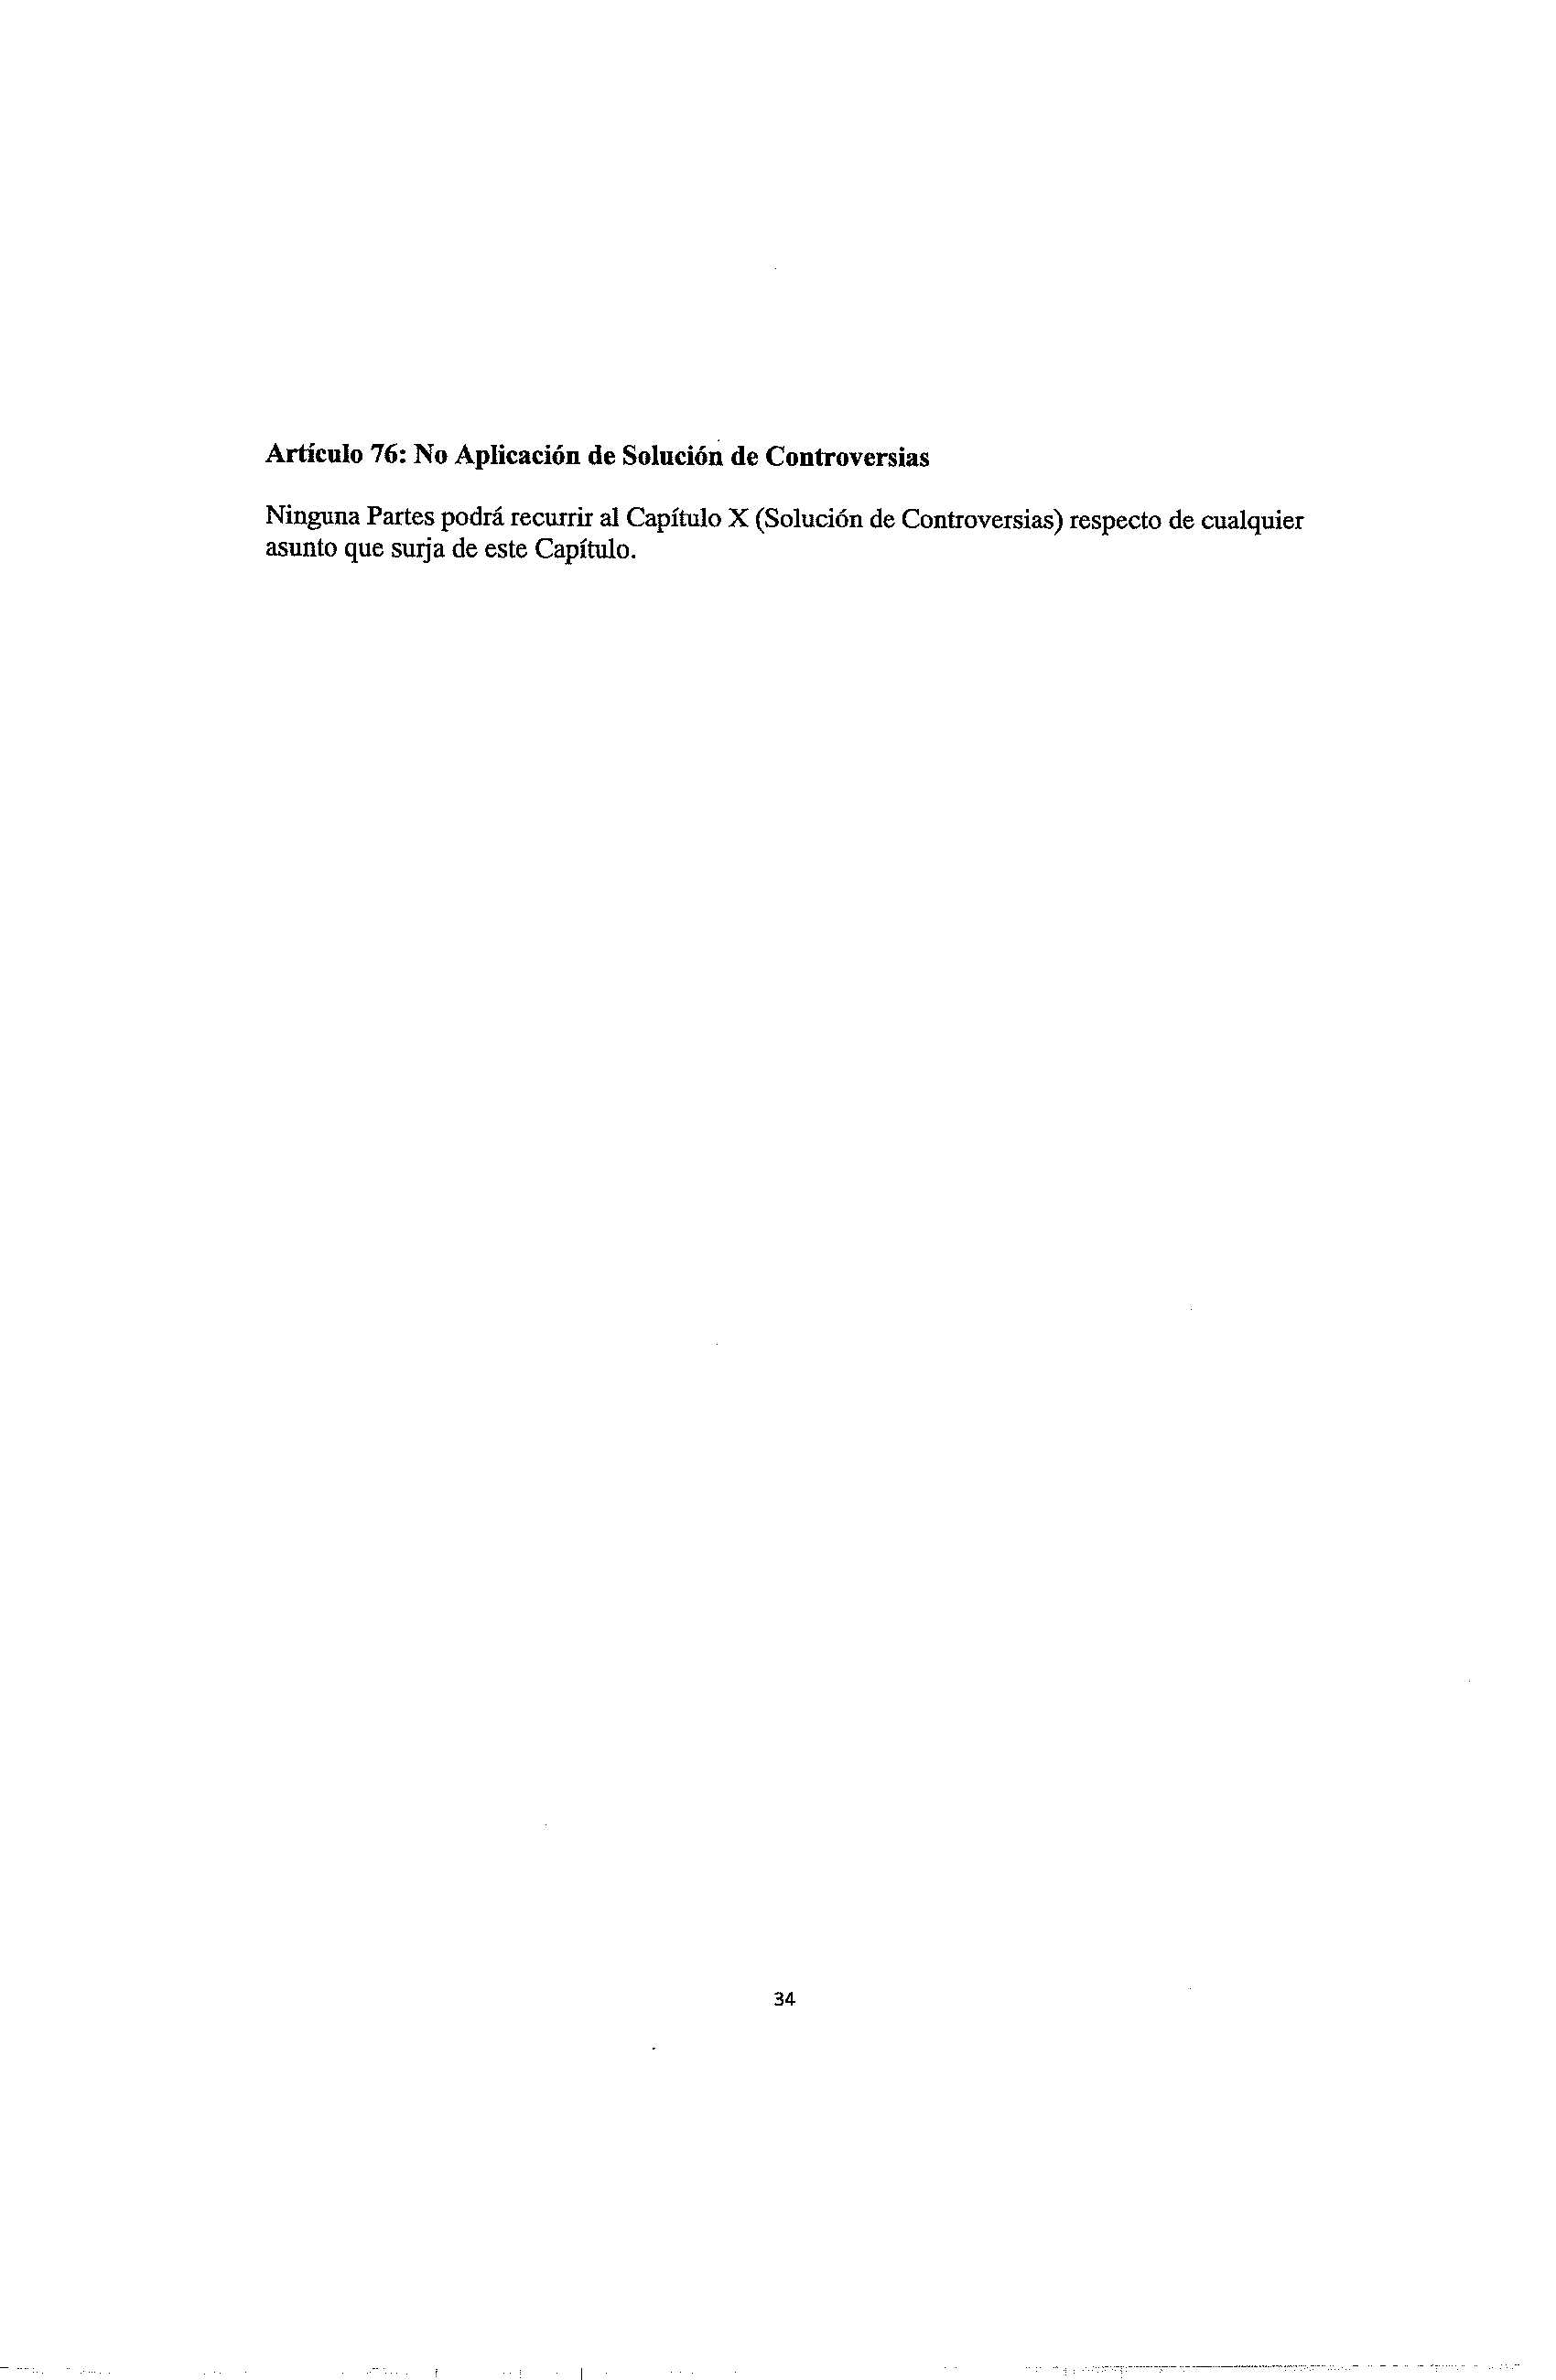 Artículo 76: No Aplicación de Solución de Controversias
Ninguna Partes podrá recurrir al Capítulo X (Solución de Controversias) respecto de cualquier
asunto que surja de este Capítulo.
34